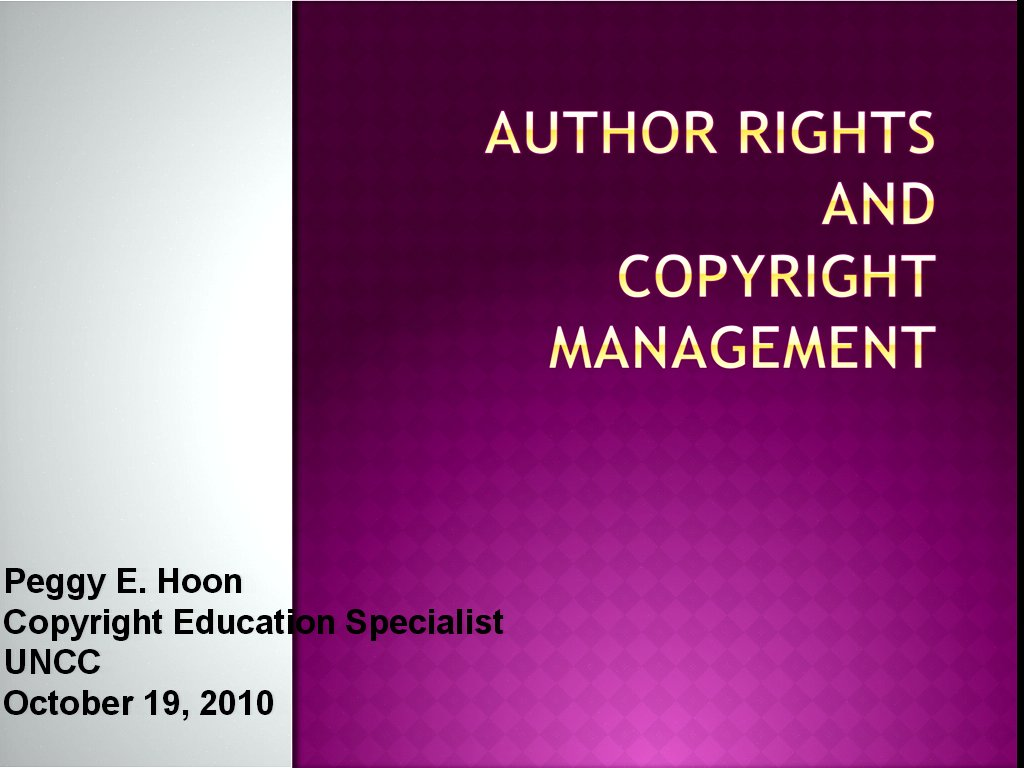 AUTHOR RIGHTS
AND
COPYRIGHT
MANAGEMENT
Peggy E. Hoon
Copyright Education Specialist
UNCC
October 19, 2010